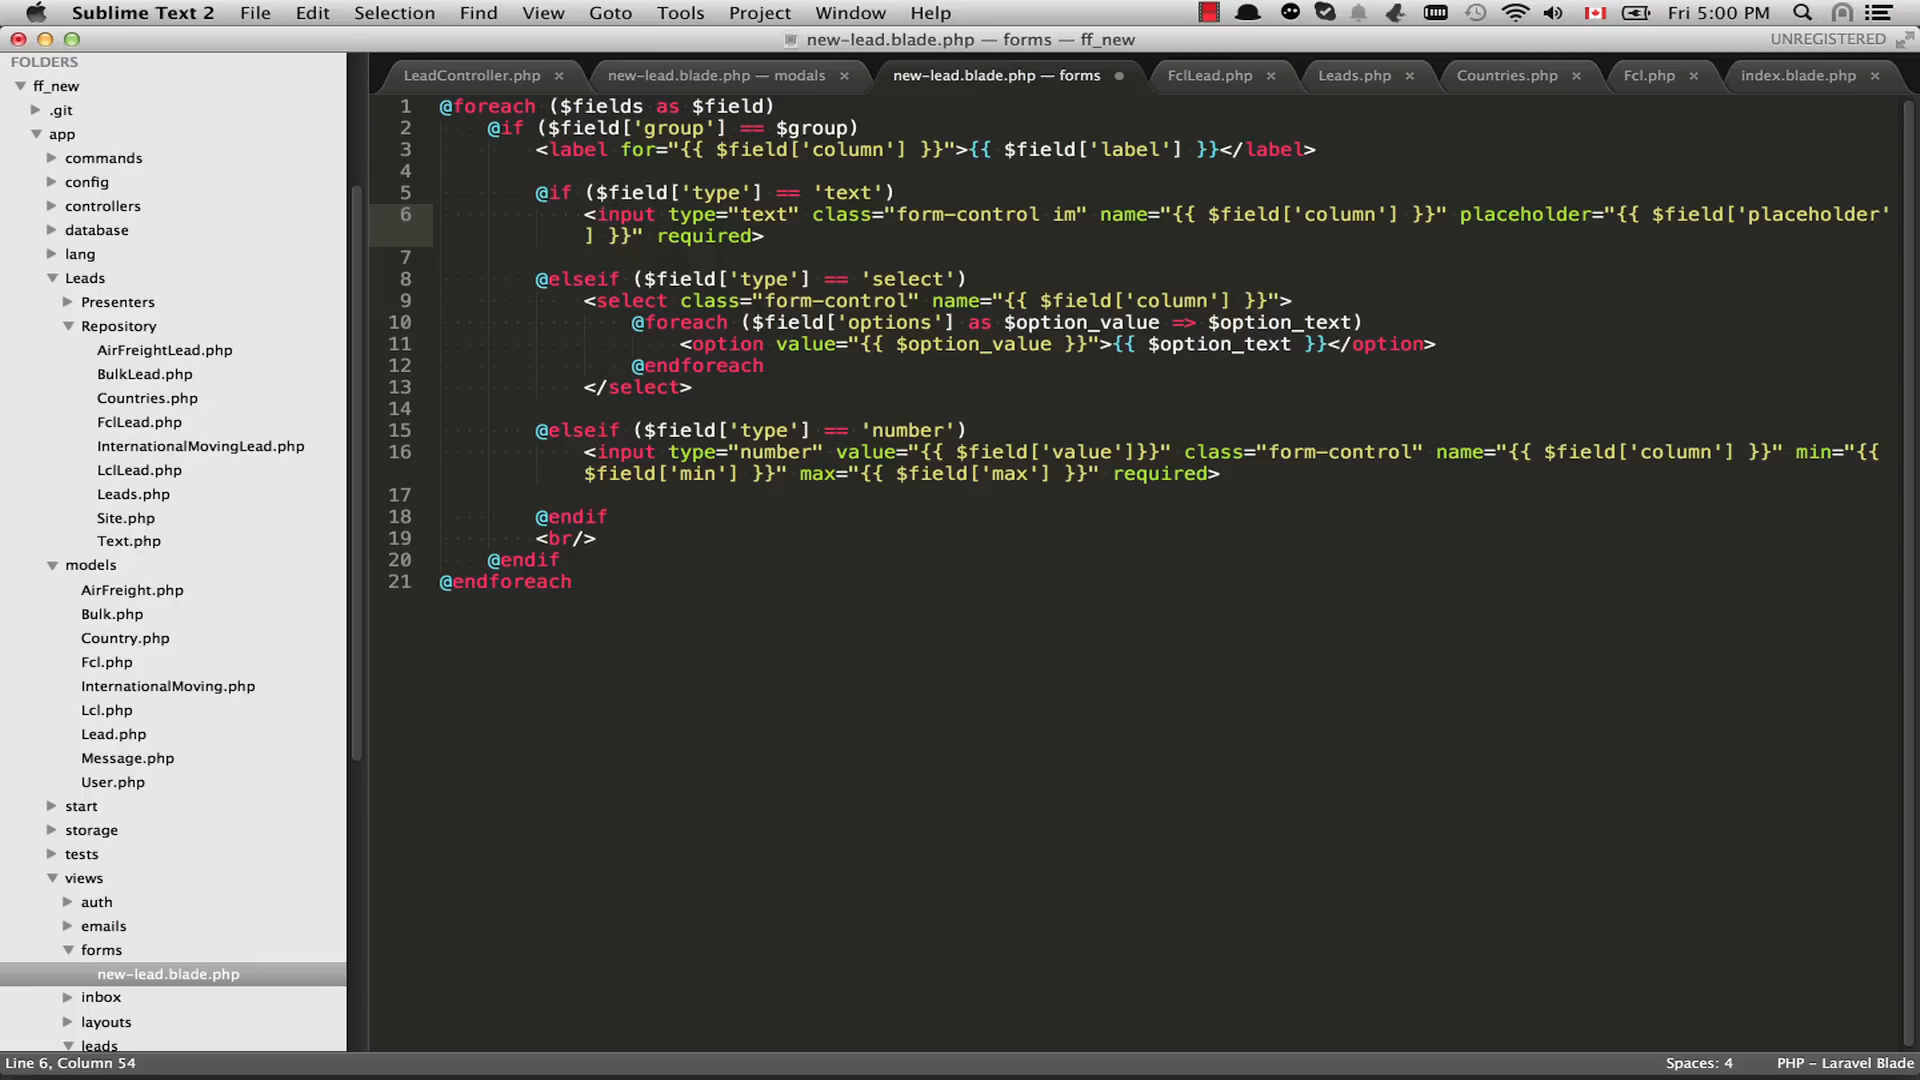 Sublime Text 2 File Edit Selection Find View Goto Tools Project Window Help Fri 5:00 PM
new-lead.blade.php — forms — ff_new UNREGISTERED
FOLDERS
ff_new
.git
app
commands
config
controllers
database
lang
Leads
Presenters
Repository
AirFreightLead.php
BulkLead.php
Countries.php
FclLead.php
InternationalMovingLead.php
LclLead.php
Leads.php
Site.php
Text.php
models
AirFreight.php
Bulk.php
Country.php
Fcl.php
InternationalMoving.php
Lcl.php
Lead.php
Message.php
User.php
start
storage
tests
views
auth
emails
forms
new-lead.blade.php
inbox
layouts
leads
LeadController.php × new-lead.blade.php — modals × new-lead.blade.php — forms FclLead.php × Leads.php × Countries.php × Fcl.php × index.blade.php ×
1 @foreach ($fields as $field)
2 @if ($field['group'] == $group)
3 <label for="{{ $field['column'] }}">{{ $field['label'] }}</label>
4
5 @if ($field['type'] == 'text')
6 <input type="text" class="form-control im" name="{{ $field['column'] }}" placeholder="{{ $field['placeholder'
] }}" required>
7
8 @elseif ($field['type'] == 'select')
9 <select class="form-control" name="{{ $field['column'] }}">
10 @foreach ($field['options'] as $option_value => $option_text)
11 <option value="{{ $option_value }}">{{ $option_text }}</option>
12 @endforeach
13 </select>
14
15 @elseif ($field['type'] == 'number')
16 <input type="number" value="{{ $field['value']}}" class="form-control" name="{{ $field['column'] }}" min="{{
$field['min'] }}" max="{{ $field['max'] }}" required>
17
18 @endif
19 <br/>
20 @endif
21 @endforeach
Line 6, Column 54 Spaces: 4 PHP - Laravel Blade